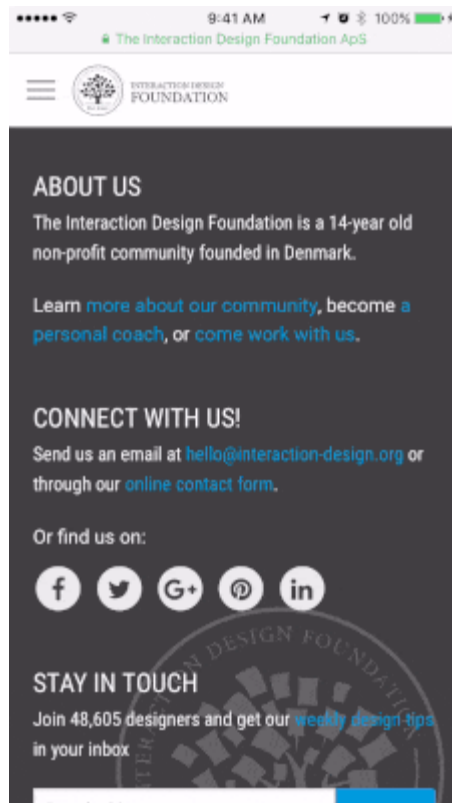 9:41 AM
100%
The Interaction Design Foundation ApS
INTERACTION DESIGN
FOUNDATION
ABOUT US
The Interaction Design Foundation is a 14-year old
non-profit community founded in Denmark.
Learn more about our community, become a
personal coach, or come work with us.
CONNECT WITH US!
Send us an email at hello@interaction-design.org or
through our online contact form.
Or find us on:
f
G+
in
INTERACTION DESIGN FOUNDATION
STAY IN TOUCH
Join 48,605 designers and get our weekly design tips
in your inbox